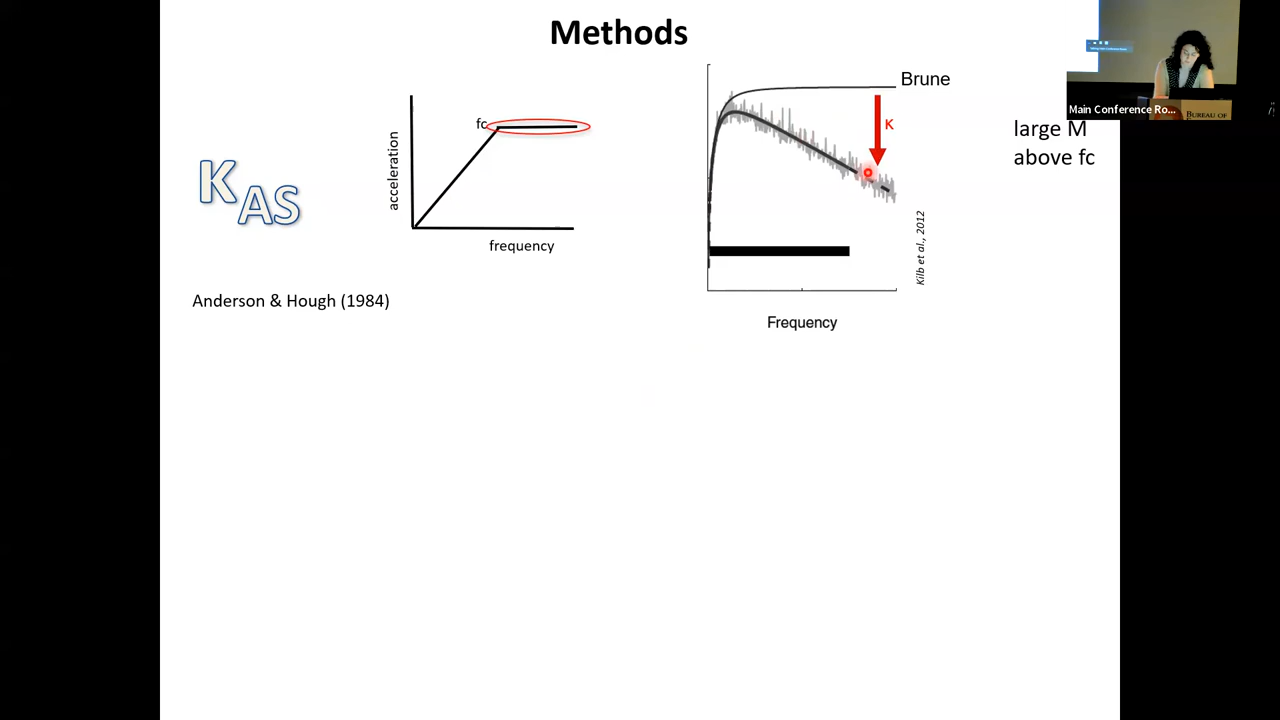 Methods
Brune
Main Conference Ro...
BUREAU OF
fc
K
large M
above fc
acceleration
KAS
frequency
Kilb et al., 2012
Anderson & Hough (1984)
Frequency